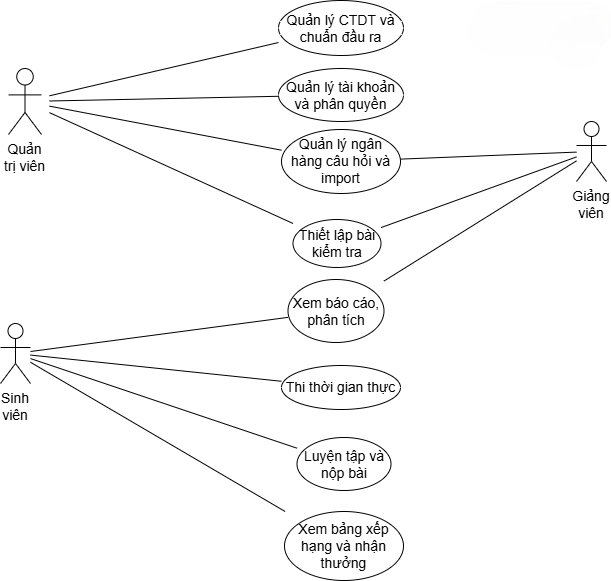 Quản lý CTDT và
chuẩn đầu ra
Quản lý tài khoản
và phân quyền
Quản
trị viên
Quản lý ngân
hàng câu hỏi và
import
Giảng
viên
Thiết lập bài
kiểm tra
Xem báo cáo,
phân tích
Sinh
viên
Thi thời gian thực
Luyện tập và
nộp bài
Xem bảng xếp
hạng và nhận
thưởng